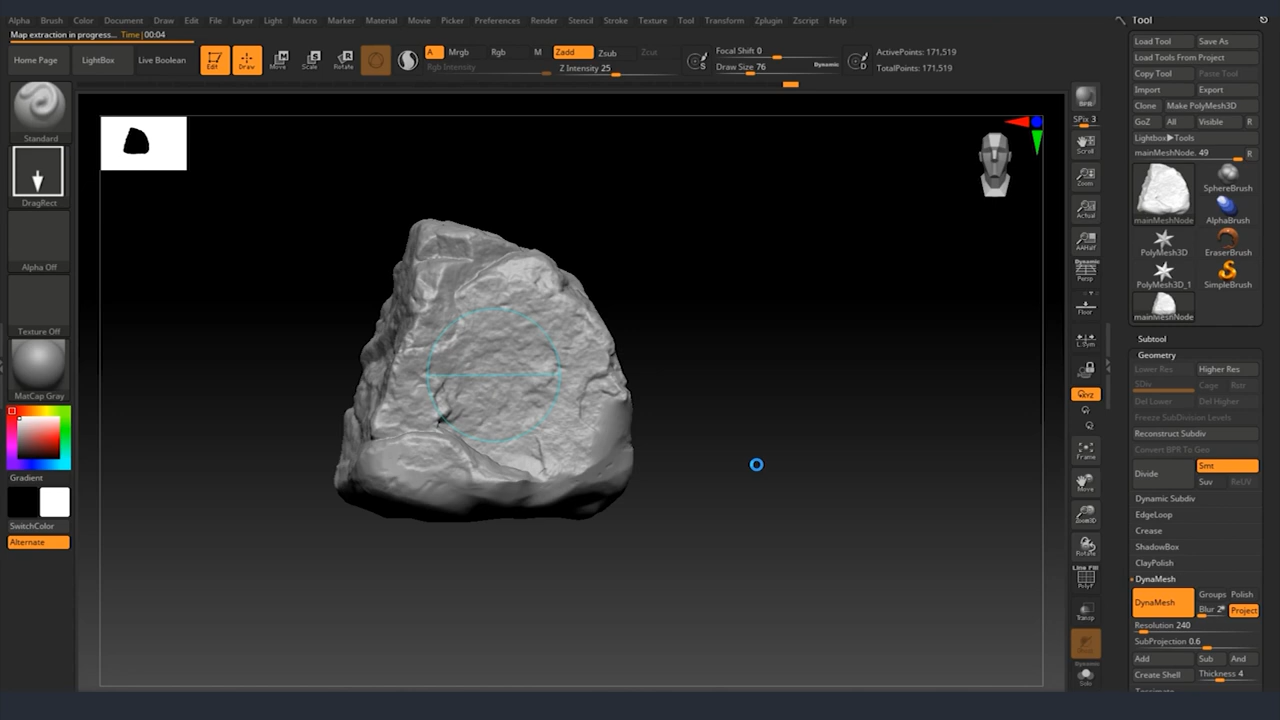 Alpha Brush Color Document Draw Edit File Layer Light Macro Marker Material Movie Picker Preferences Render Stencil Stroke Texture Tool Transform Zplugin Zscript Help
Tool
Map extraction in progress... Time|00:04
Home Page LightBox Live Boolean
Edit Draw Move Scale Rotate
A Mrgb Rgb M
Rgb Intensity
Zadd Zsub Zcut
Z Intensity 25
S
Focal Shift 0
Draw Size 76 Dynamic
D
ActivePoints: 171,519
TotalPoints: 171,519
Standard
DragRect
Alpha Off
Texture Off
MatCap Gray
Gradient
SwitchColor
Alternate
BPR
SPix 3
Scroll
Zoom
Actual
AAHalf
Dynamic
Persp
Floor
L.Sym
XYZ
Frame
Move
Zoom3D
Rotate
Line Fill
PolyF
Transp
Dynamic
Solo
Load Tool Save As
Load Tools From Project
Copy Tool Paste Tool
Import Export
Clone Make PolyMesh3D
GoZ All Visible R
Lightbox▶Tools
mainMeshNode. 49 R
mainMeshNode
SphereBrush
AlphaBrush
PolyMesh3D EraserBrush
PolyMesh3D_1 SimpleBrush
mainMeshNode
Subtool
Geometry
Lower Res Higher Res
SDiv Cage Rstr
Del Lower Del Higher
Freeze SubDivision Levels
Reconstruct Subdiv
Convert BPR To Geo
Divide Smt
Suv ReUV
Dynamic Subdiv
EdgeLoop
Crease
ShadowBox
ClayPolish
DynaMesh
DynaMesh Groups Polish
Blur 2 Project
Resolution 240
SubProjection 0.6
Add Sub And
Create Shell Thickness 4